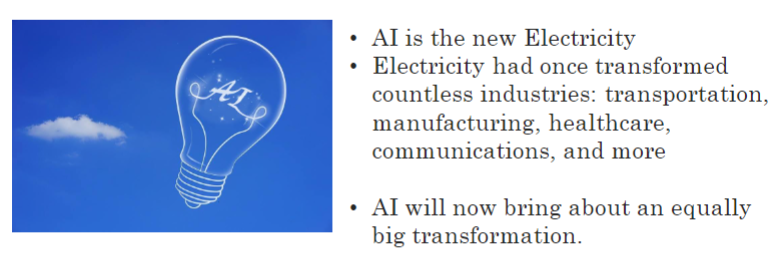 AI
• AI is the new Electricity
• Electricity had once transformed
countless industries: transportation,
manufacturing, healthcare,
communications, and more
• AI will now bring about an equally
big transformation.